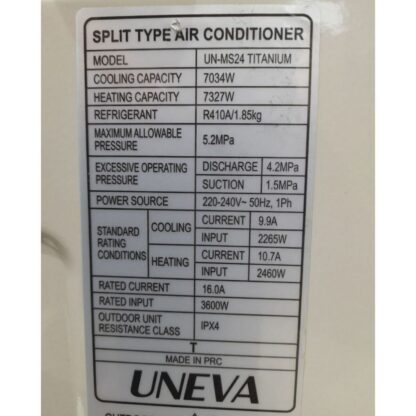 SPLIT TYPE AIR CONDITIONER
MODEL UN-MS24 TITANIUM
COOLING CAPACITY 7034W
HEATING CAPACITY 7327W
REFRIGERANT R410A/1.85kg
MAXIMUM ALLOWABLE
PRESSURE 5.2MPa
EXCESSIVE OPERATING
PRESSURE
DISCHARGE 4.2MPa
SUCTION 1.5MPa
POWER SOURCE 220-240V~ 50Hz, 1Ph
STANDARD
RATING
CONDITIONS
COOLING
CURRENT 9.9A
INPUT 2265W
HEATING
CURRENT 10.7A
INPUT 2460W
RATED CURRENT 16.0A
RATED INPUT 3600W
OUTDOOR UNIT
RESISTANCE CLASS IPX4
T
MADE IN PRC
UNEVA